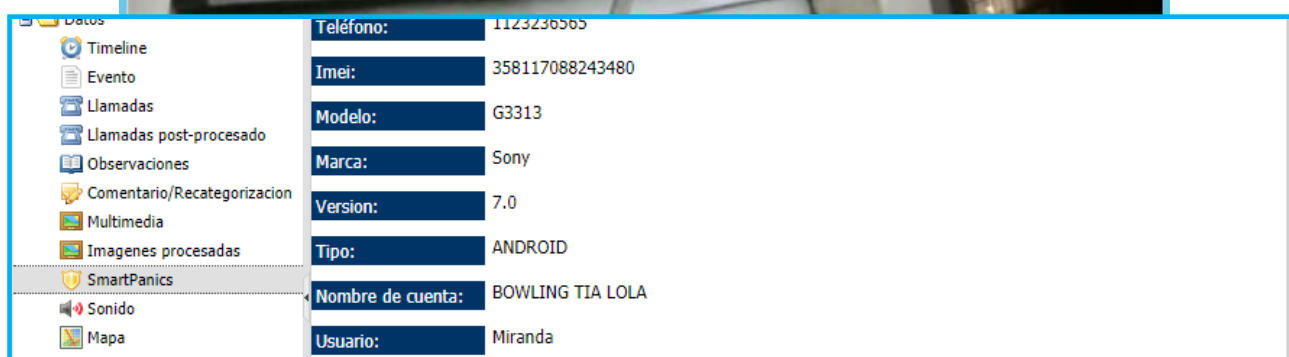 Datos
Timeline
Evento
Llamadas
Llamadas post-procesado
Observaciones
Comentario/Recategorizacion
Multimedia
Imagenes procesadas
SmartPanics
Sonido
Mapa
Teléfono: 1123236565
Imei: 358117088243480
Modelo: G3313
Marca: Sony
Version: 7.0
Tipo: ANDROID
Nombre de cuenta: BOWLING TIA LOLA
Usuario: Miranda